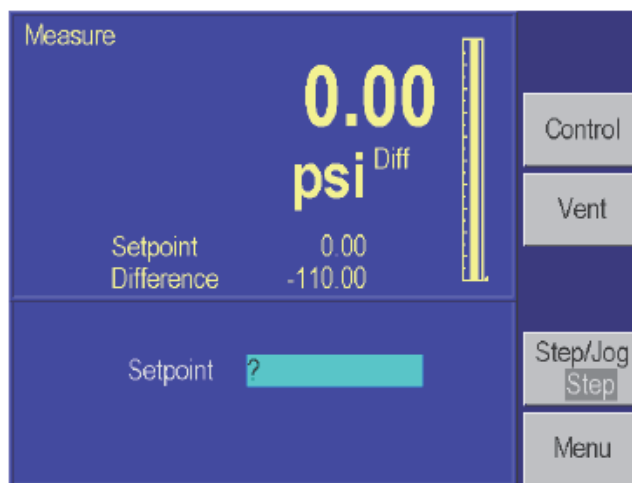 Measure
0.00
psi Diff
Setpoint 0.00
Difference -110.00
Setpoint ?
Control
Vent
Step/Jog
Step
Menu